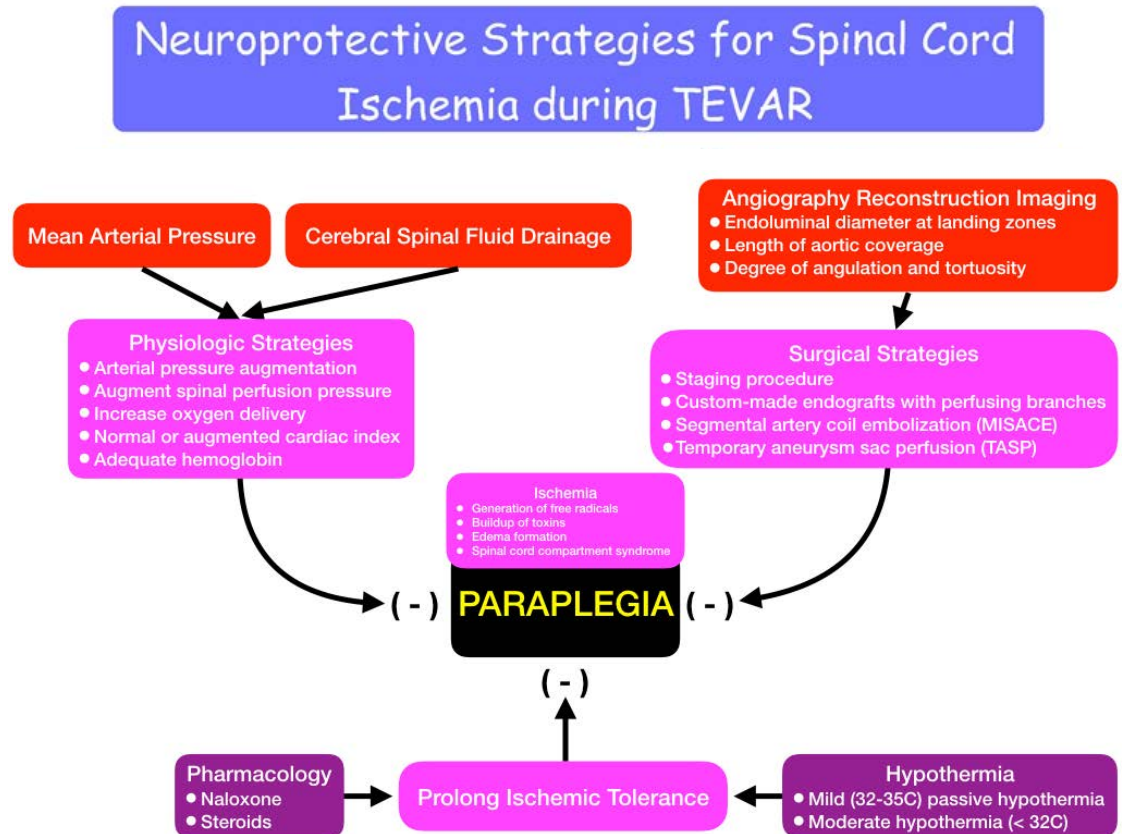 Neuroprotective Strategies for Spinal Cord
Ischemia during TEVAR
Mean Arterial Pressure
Cerebral Spinal Fluid Drainage
Angiography Reconstruction Imaging
● Endoluminal diameter at landing zones
● Length of aortic coverage
● Degree of angulation and tortuosity
Physiologic Strategies
● Arterial pressure augmentation
● Augment spinal perfusion pressure
● Increase oxygen delivery
● Normal or augmented cardiac index
● Adequate hemoglobin
Surgical Strategies
● Staging procedure
● Custom-made endografts with perfusing branches
● Segmental artery coil embolization (MISACE)
● Temporary aneurysm sac perfusion (TASP)
Ischemia
● Generation of free radicals
● Buildup of toxins
● Edema formation
● Spinal cord compartment syndrome
( - ) PARAPLEGIA ( - )
( - )
Pharmacology
● Naloxone
● Steroids
Prolong Ischemic Tolerance
Hypothermia
● Mild (32-35C) passive hypothermia
● Moderate hypothermia (< 32C)